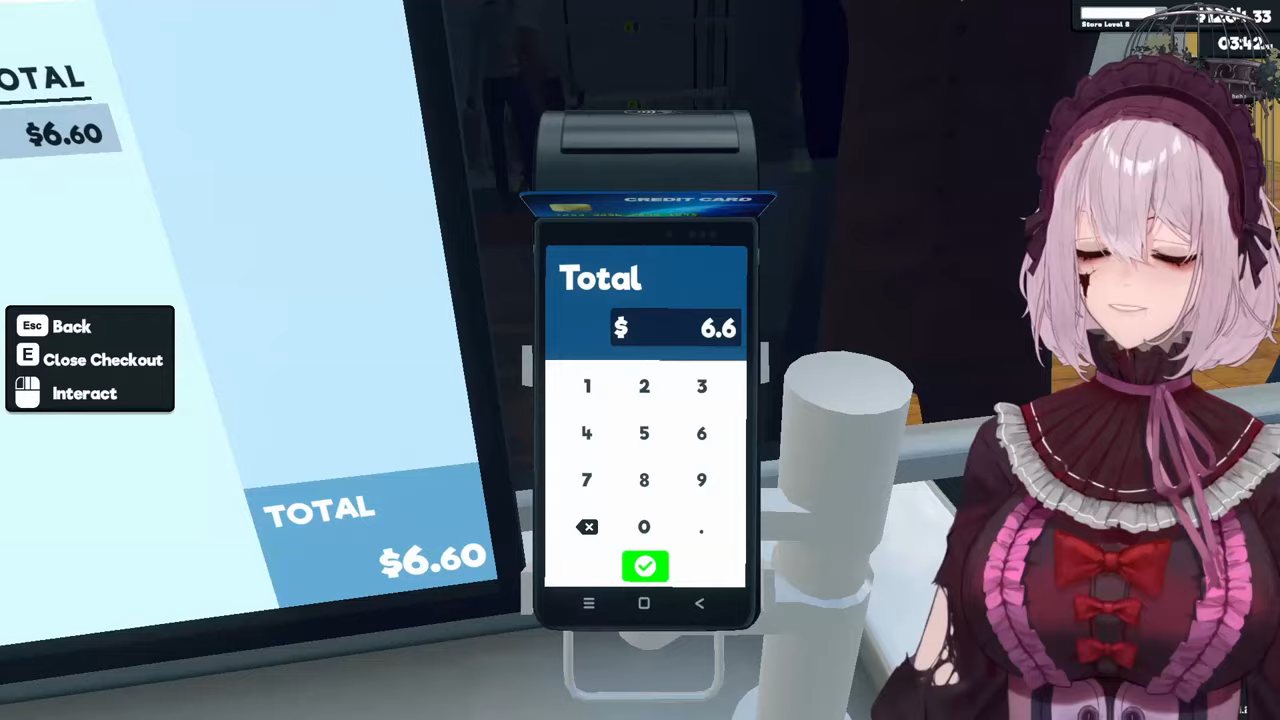 OTAL
$6.60
Esc Back
E Close Checkout
Interact
TOTAL
$6.60
CREDIT CARD
Total
$ 6.6
1 2 3
4 5 6
7 8 9
0 .
Store Level 8
03:42